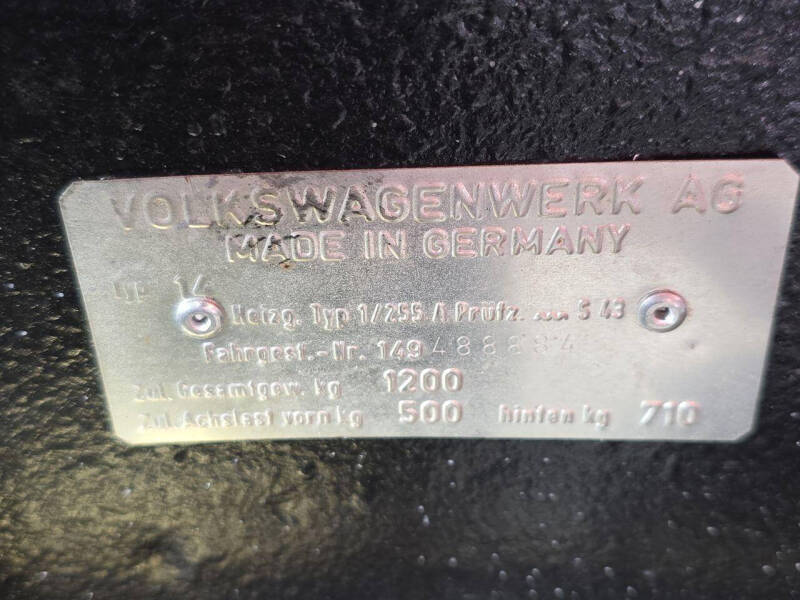 VOLKSWAGENWERK AG
MADE IN GERMANY
Typ 14
Heizg. Typ 1/255 A Prüfz. S 43
Fahrgest.-Nr. 149 488884
Zul. Gesamtgew. kg 1200
Zul. Achslast vorn kg 500 hinten kg 710